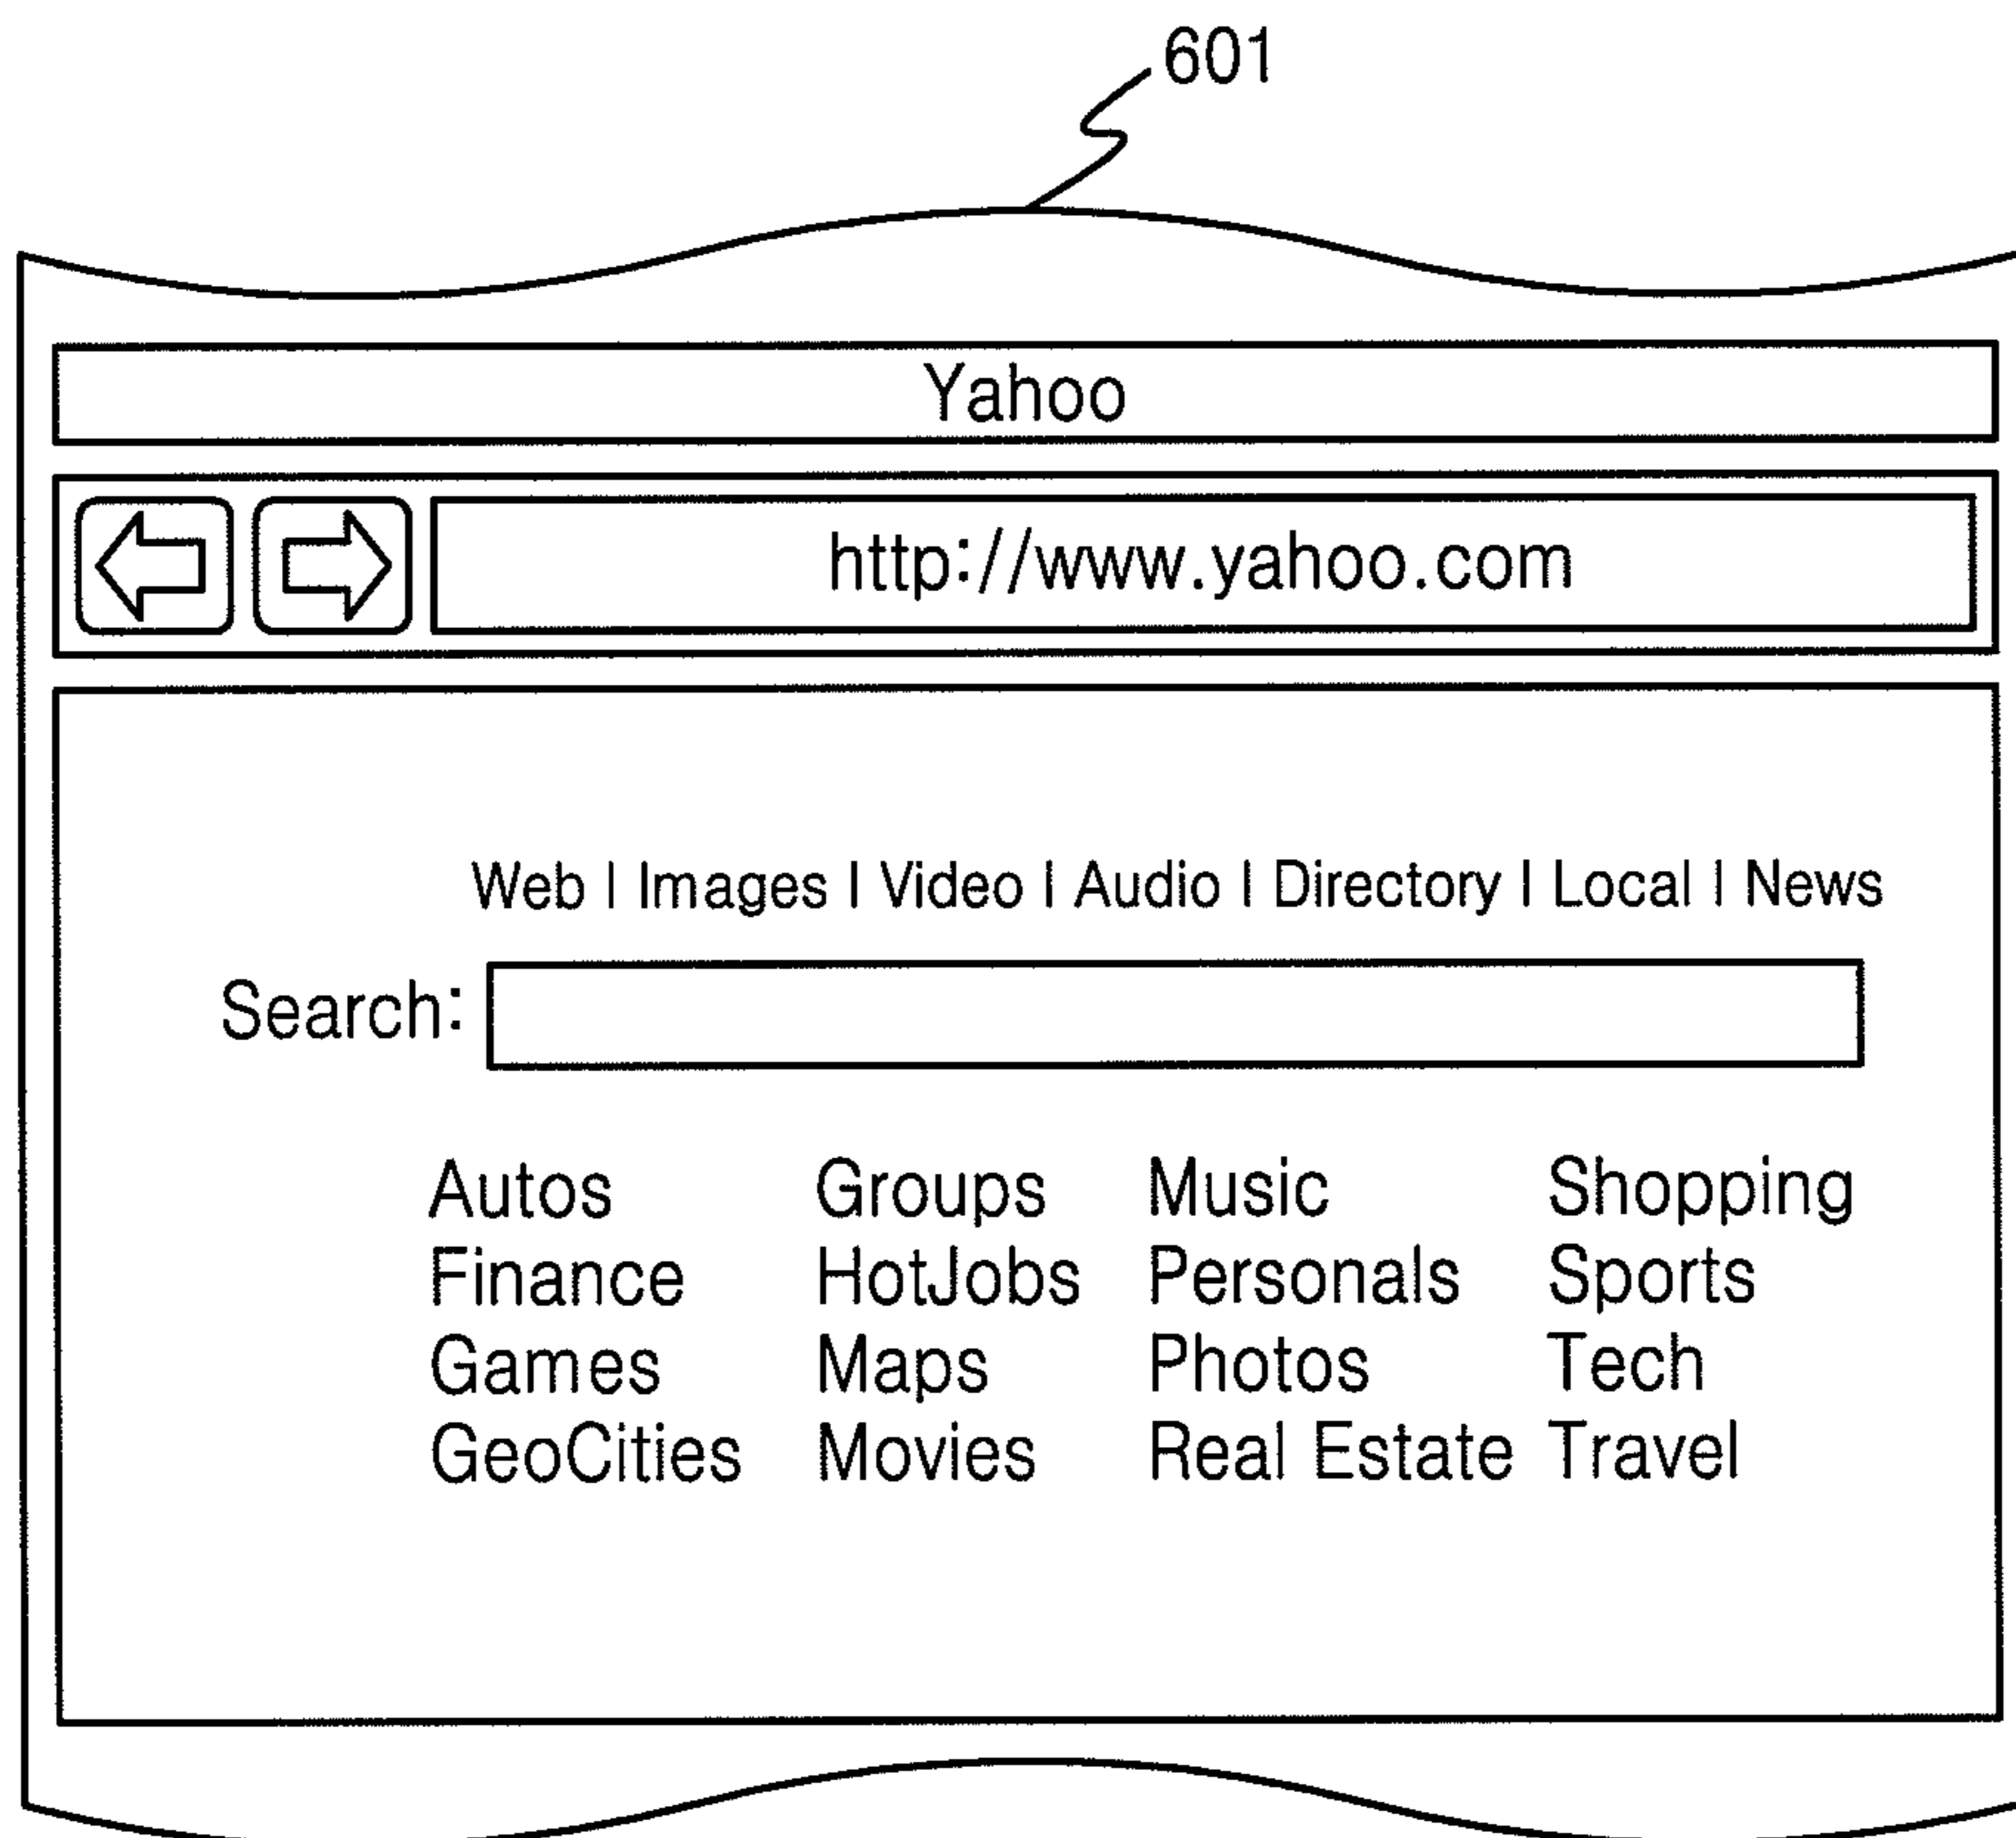 601
Yahoo
http://www.yahoo.com
Web | Images | Video | Audio | Directory | Local | News
Search:
Autos Groups Music Shopping
Finance HotJobs Personals Sports
Games Maps Photos Tech
GeoCities Movies Real Estate Travel